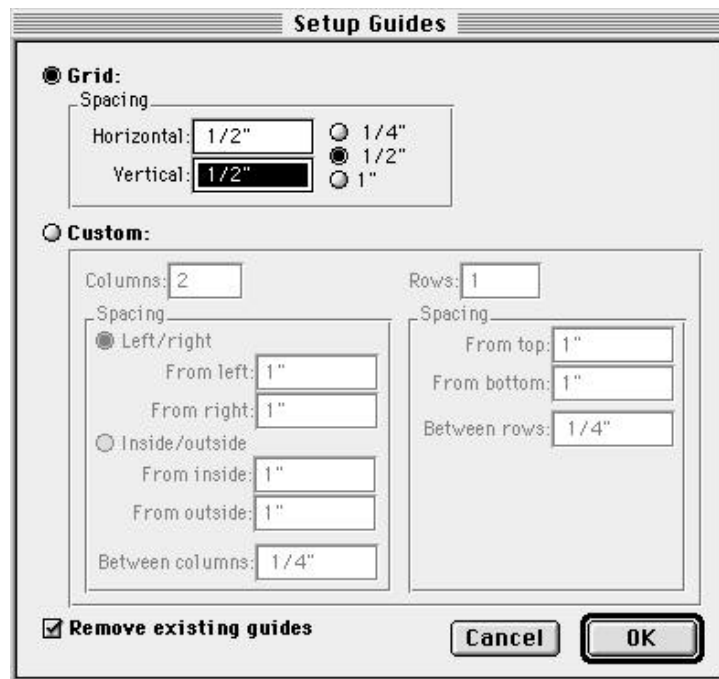 Setup Guides
Grid:
Spacing
Horizontal: 1/2"
Vertical: 1/2"
1/4"
1/2"
1"
Custom:
Columns: 2
Spacing
Left/right
From left: 1"
From right: 1"
Inside/outside
From inside: 1"
From outside: 1"
Between columns: 1/4"
Rows: 1
Spacing
From top: 1"
From bottom: 1"
Between rows: 1/4"
Remove existing guides
Cancel
OK